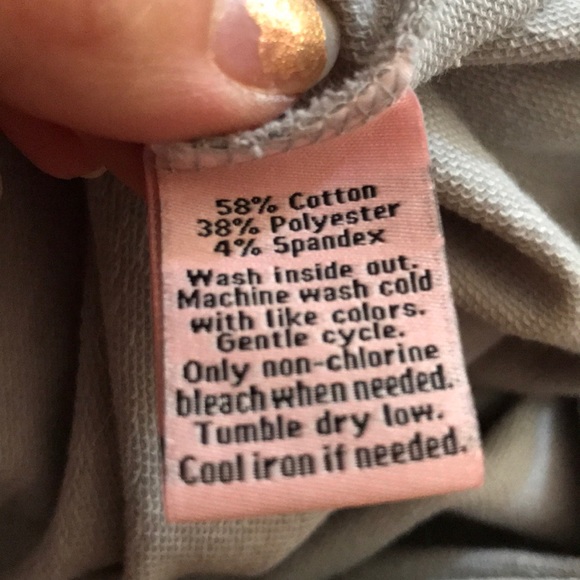 58% Cotton
38% Polyester
4% Spandex
Wash inside out.
Machine wash cold
with like colors.
Gentle cycle.
Only non-chlorine
bleach when needed.
Tumble dry low.
Cool iron if needed.